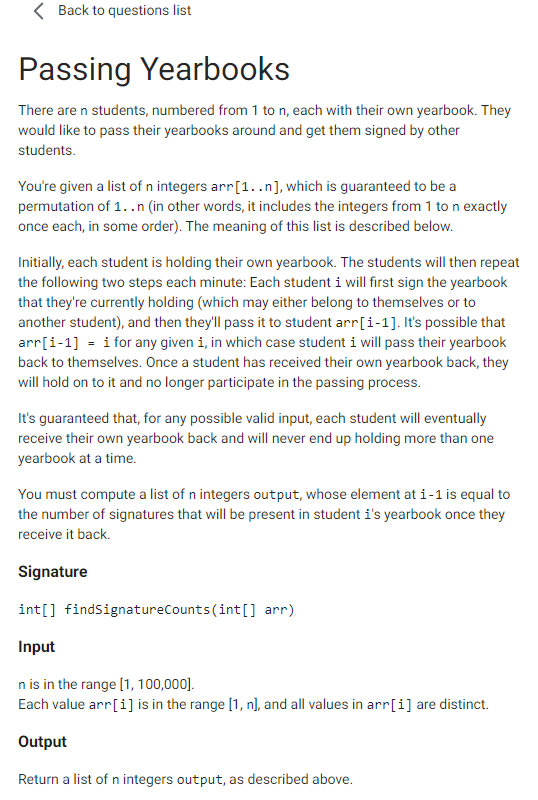 Back to questions list
Passing Yearbooks
There are n students, numbered from 1 to n, each with their own yearbook. They
would like to pass their yearbooks around and get them signed by other
students.
You're given a list of n integers arr[1..n], which is guaranteed to be a
permutation of 1..n (in other words, it includes the integers from 1 to n exactly
once each, in some order). The meaning of this list is described below.
Initially, each student is holding their own yearbook. The students will then repeat
the following two steps each minute: Each student i will first sign the yearbook
that they're currently holding (which may either belong to themselves or to
another student), and then they'll pass it to student arr[i-1]. It's possible that
arr[i-1] = i for any given i, in which case student i will pass their yearbook
back to themselves. Once a student has received their own yearbook back, they
will hold on to it and no longer participate in the passing process.
It's guaranteed that, for any possible valid input, each student will eventually
receive their own yearbook back and will never end up holding more than one
yearbook at a time.
You must compute a list of n integers output, whose element at i-1 is equal to
the number of signatures that will be present in student i's yearbook once they
receive it back.
Signature
int[] findSignatureCounts(int[] arr)
Input
n is in the range [1, 100,000].
Each value arr[i] is in the range [1, n], and all values in arr[i] are distinct.
Output
Return a list of n integers output, as described above.